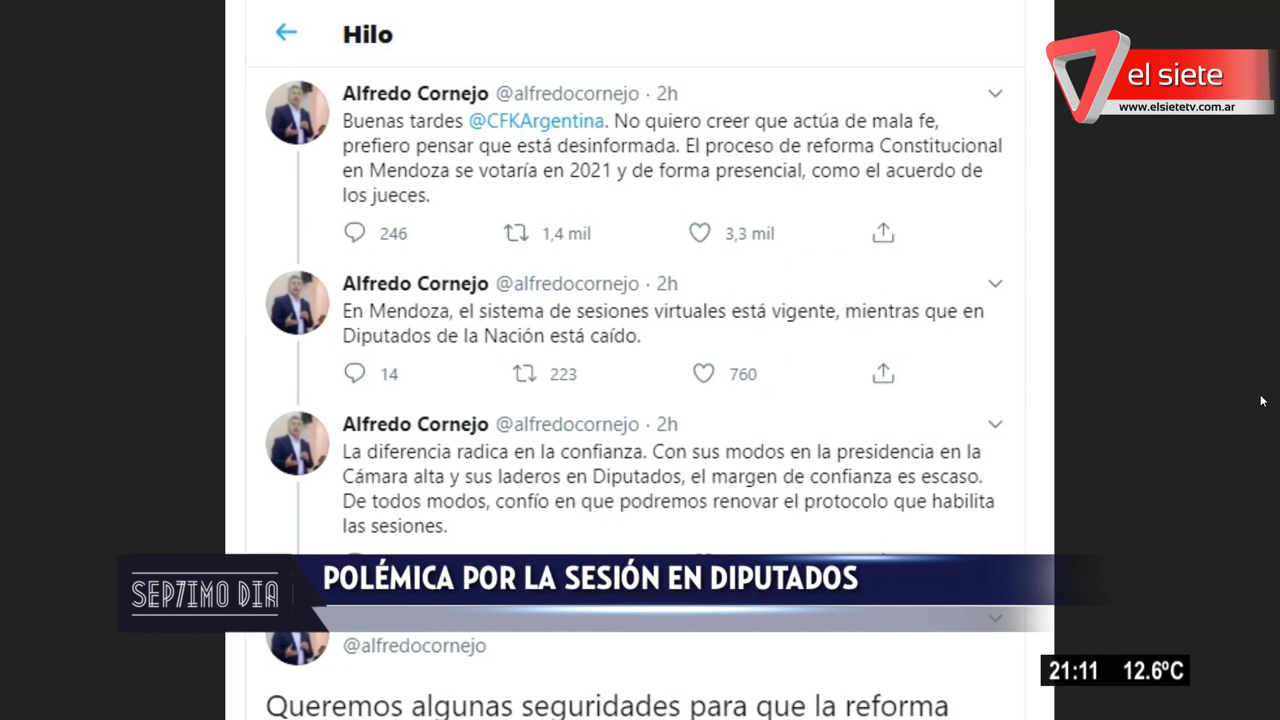 Hilo
el siete
www.elsietetv.com.ar
Alfredo Cornejo @alfredocornejo · 2h
Buenas tardes @CFKArgentina. No quiero creer que actúa de mala fe,
prefiero pensar que está desinformada. El proceso de reforma Constitucional
en Mendoza se votaría en 2021 y de forma presencial, como el acuerdo de
los jueces.
246 1,4 mil 3,3 mil
Alfredo Cornejo @alfredocornejo · 2h
En Mendoza, el sistema de sesiones virtuales está vigente, mientras que en
Diputados de la Nación está caído.
14 223 760
Alfredo Cornejo @alfredocornejo · 2h
La diferencia radica en la confianza. Con sus modos en la presidencia en la
Cámara alta y sus laderos en Diputados, el margen de confianza es escaso.
De todos modos, confío en que podremos renovar el protocolo que habilita
las sesiones.
SEP7IMO DIA
POLÉMICA POR LA SESIÓN EN DIPUTADOS
@alfredocornejo
21:11 12.6ºC
Queremos algunas seguridades para que la reforma